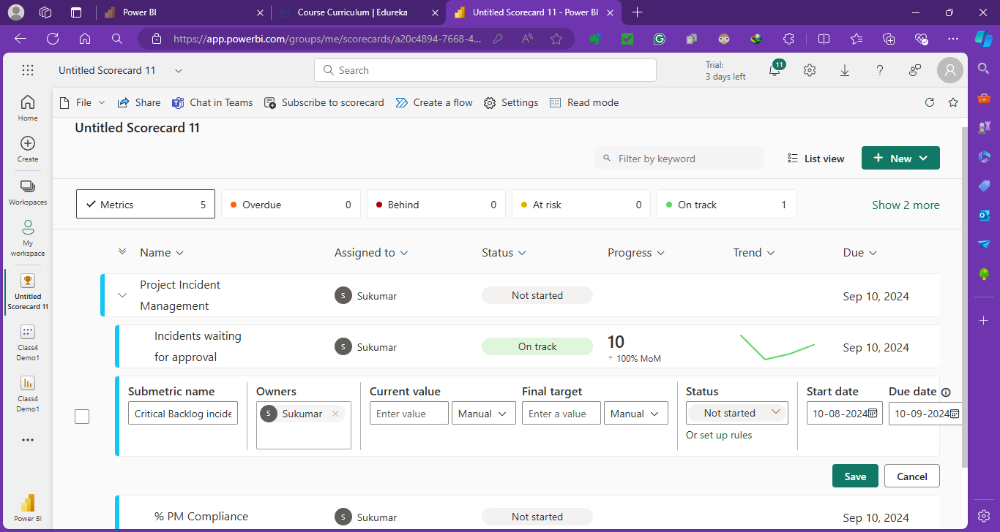 Power BI
Course Curriculum | Edureka
Untitled Scorecard 11 - Power BI
https://app.powerbi.com/groups/me/scorecards/a20c4894-7668-4...
Untitled Scorecard 11
Search
Trial:
3 days left
11
File
Share
Chat in Teams
Subscribe to scorecard
Create a flow
Settings
Read mode
Home
Create
Workspaces
My
workspace
Untitled
Scorecard 11
Class4
Demo1
Class4
Demo1
Power BI
Untitled Scorecard 11
Filter by keyword
List view
New
Metrics 5
Overdue 0
Behind 0
At risk 0
On track 1
Show 2 more
Name Assigned to Status Progress Trend Due
Project Incident
Management
S Sukumar
Not started
Sep 10, 2024
Incidents waiting
for approval
S Sukumar
On track
10
↑ 100% MoM
Sep 10, 2024
Submetric name Owners Current value Final target Status Start date Due date
Critical Backlog incide
S Sukumar
Enter value Manual Enter a value Manual
Not started
10-08-2024
10-09-2024
Or set up rules
Save
Cancel
% PM Compliance
S Sukumar
Not started
Sep 10, 2024